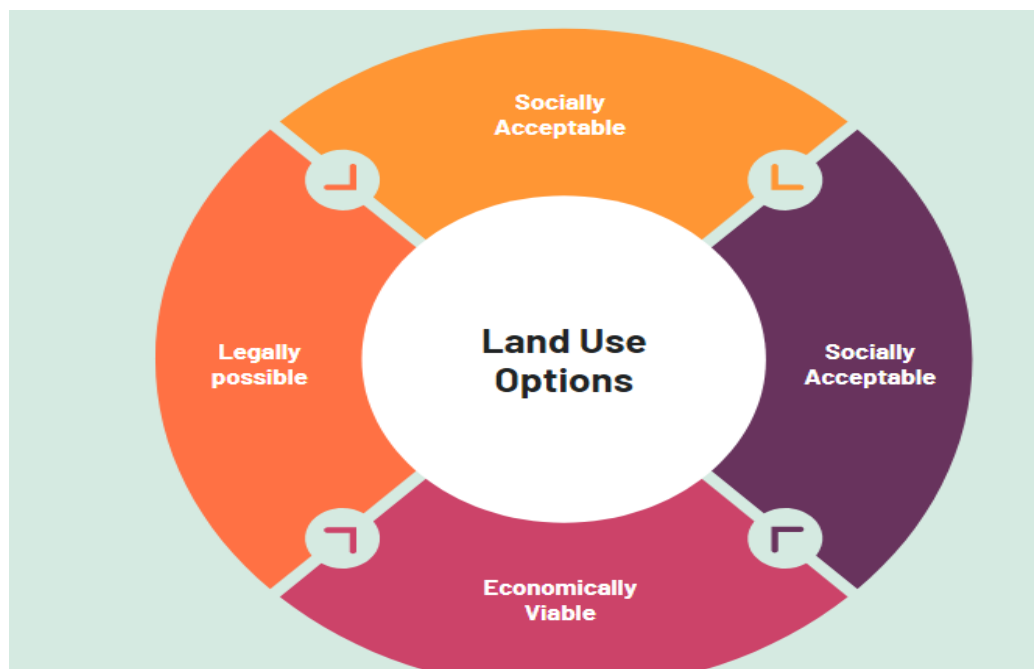 Socially
Acceptable
Legally
possible
Land Use
Options
Socially
Acceptable
Economically
Viable